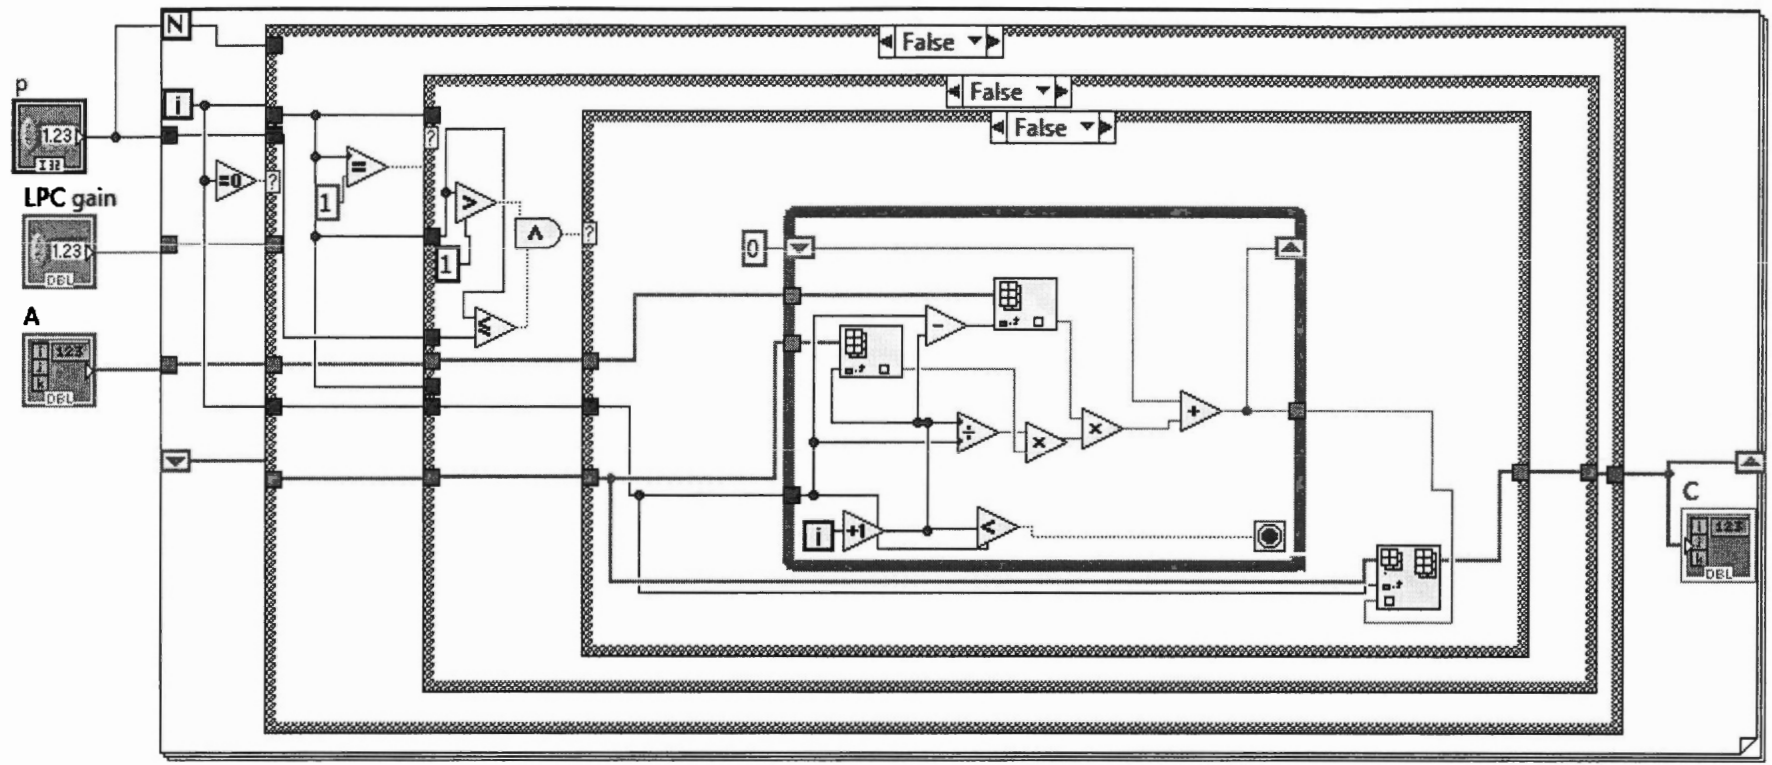 N
False
p
i
False
False
1.23
?
I32
=
=0
?
LPC gain
1
>
?
∧
1.23
1
0
DBL
A
≤
-
i
123
j
k
DBL
÷
×
×
+
C
i
+1
<
i
123
j
k
DBL